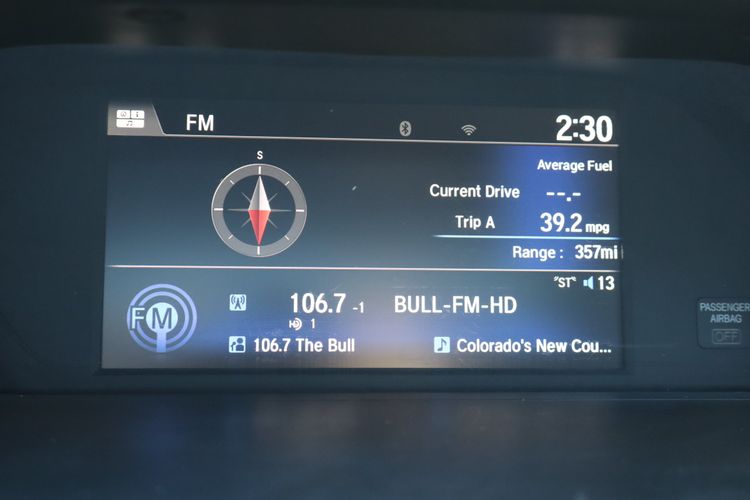 FM
2:30
S
Average Fuel
Current Drive --.-
Trip A 39.2 mpg
Range : 357mi
"ST" 13
FM
106.7 -1 BULL-FM-HD
1
106.7 The Bull
Colorado's New Cou...
PASSENGER
AIRBAG
OFF